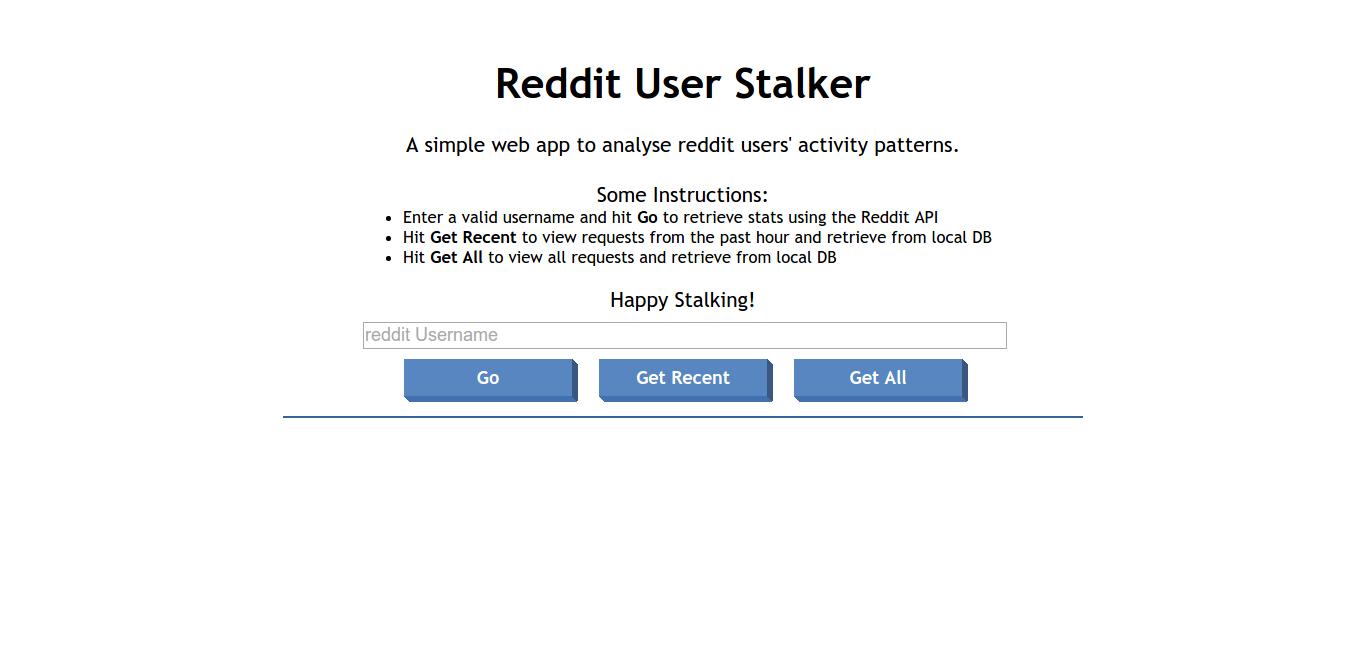 Reddit User Stalker
A simple web app to analyse reddit users' activity patterns.
Some Instructions:
• Enter a valid username and hit Go to retrieve stats using the Reddit API
• Hit Get Recent to view requests from the past hour and retrieve from local DB
• Hit Get All to view all requests and retrieve from local DB
Happy Stalking!
reddit Username
Go
Get Recent
Get All